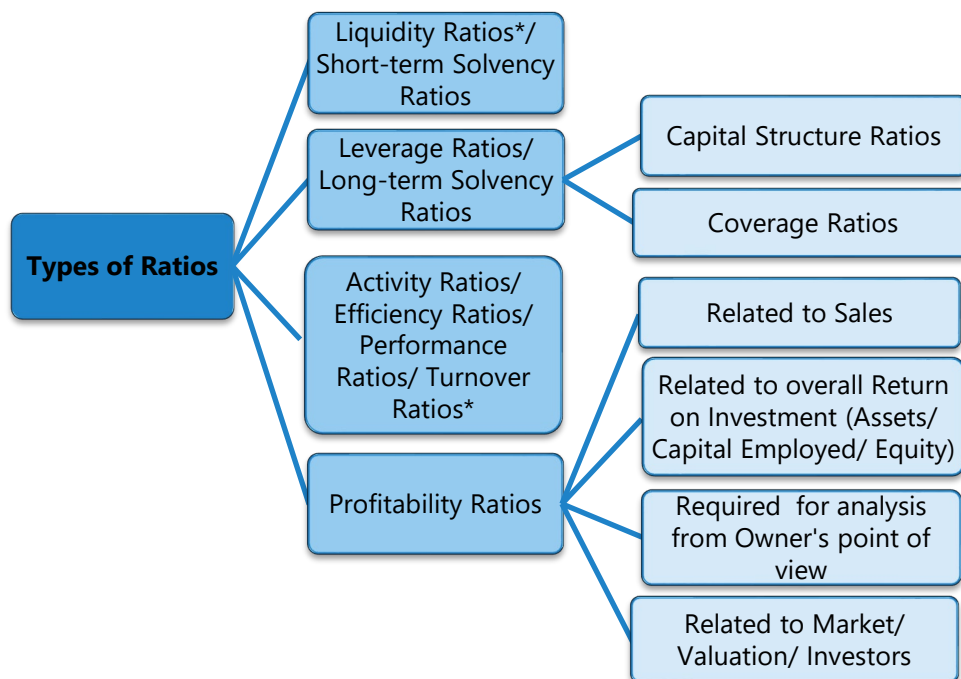 Types of Ratios
Liquidity Ratios*/
Short-term Solvency
Ratios
Leverage Ratios/
Long-term Solvency
Ratios
Capital Structure Ratios
Coverage Ratios
Activity Ratios/
Efficiency Ratios/
Performance
Ratios/ Turnover
Ratios*
Profitability Ratios
Related to Sales
Related to overall Return
on Investment (Assets/
Capital Employed/ Equity)
Required for analysis
from Owner's point of
view
Related to Market/
Valuation/ Investors